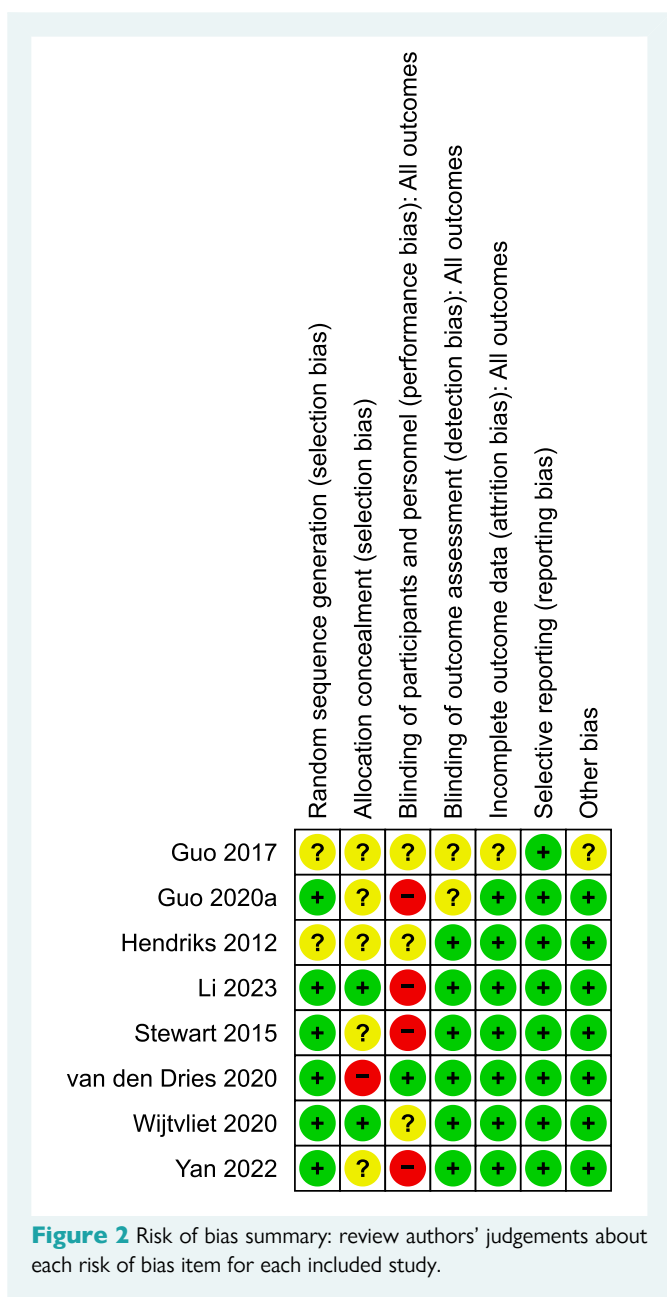 Random sequence generation (selection bias)
Allocation concealment (selection bias)
Blinding of participants and personnel (performance bias): All outcomes
Blinding of outcome assessment (detection bias): All outcomes
Incomplete outcome data (attrition bias): All outcomes
Selective reporting (reporting bias)
Other bias
Guo 2017 ? ? ? ? ? + ?
Guo 2020a + ? − ? + + +
Hendriks 2012 ? ? ? + + + +
Li 2023 + + − + + + +
Stewart 2015 + ? − + + + +
van den Dries 2020 + − + + + + +
Wijtvliet 2020 + + ? + + + +
Yan 2022 + ? − + + + +
Figure 2 Risk of bias summary: review authors’ judgements about
each risk of bias item for each included study.